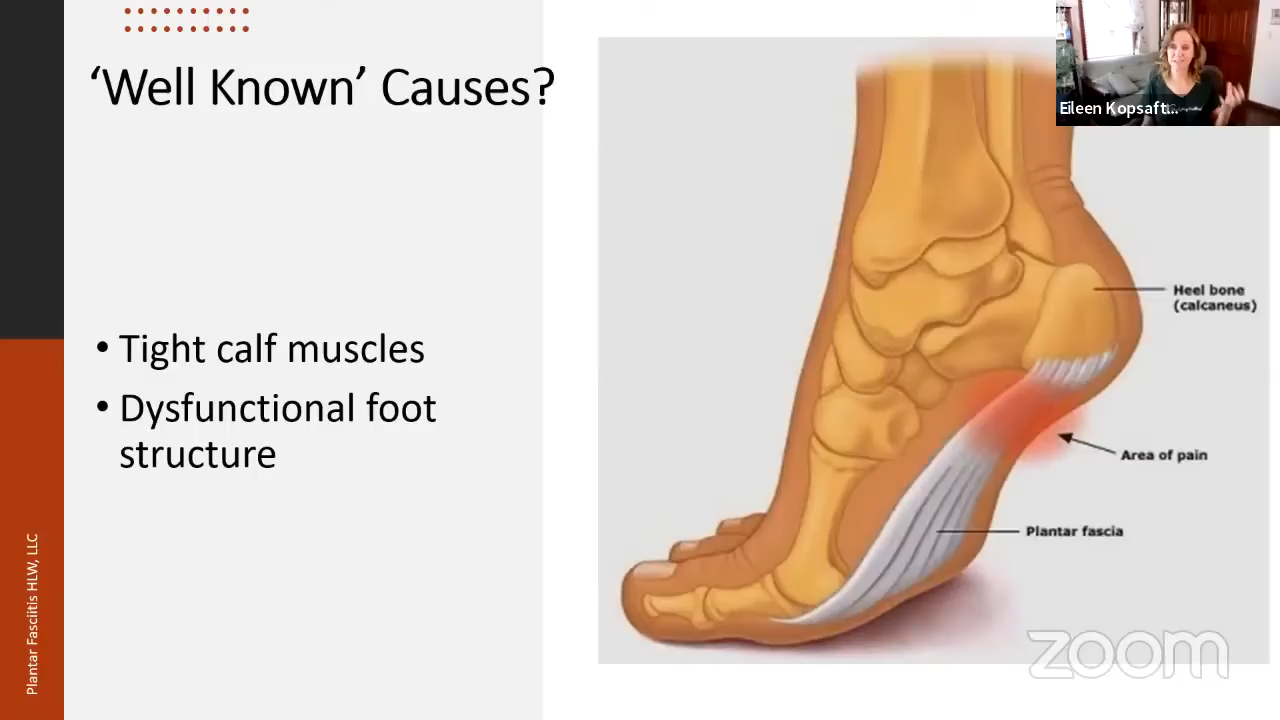 ‘Well Known’ Causes?
• Tight calf muscles
• Dysfunctional foot
structure
Plantar Fasciitis HLW, LLC
Eileen Kopsaft...
Heel bone
(calcaneus)
Area of pain
Plantar fascia
zoom